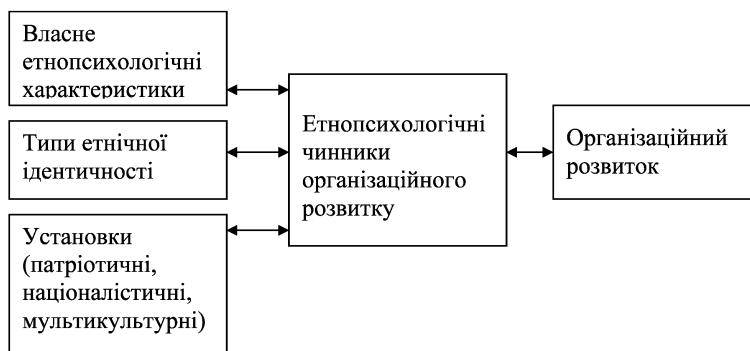 Власне
етнопсихологічні
характеристики
Типи етнічної
ідентичності
Установки
(патріотичні,
націоналістичні,
мультикультурні)
Етнопсихологічні
чинники
організаційного
розвитку
Організаційний
розвиток